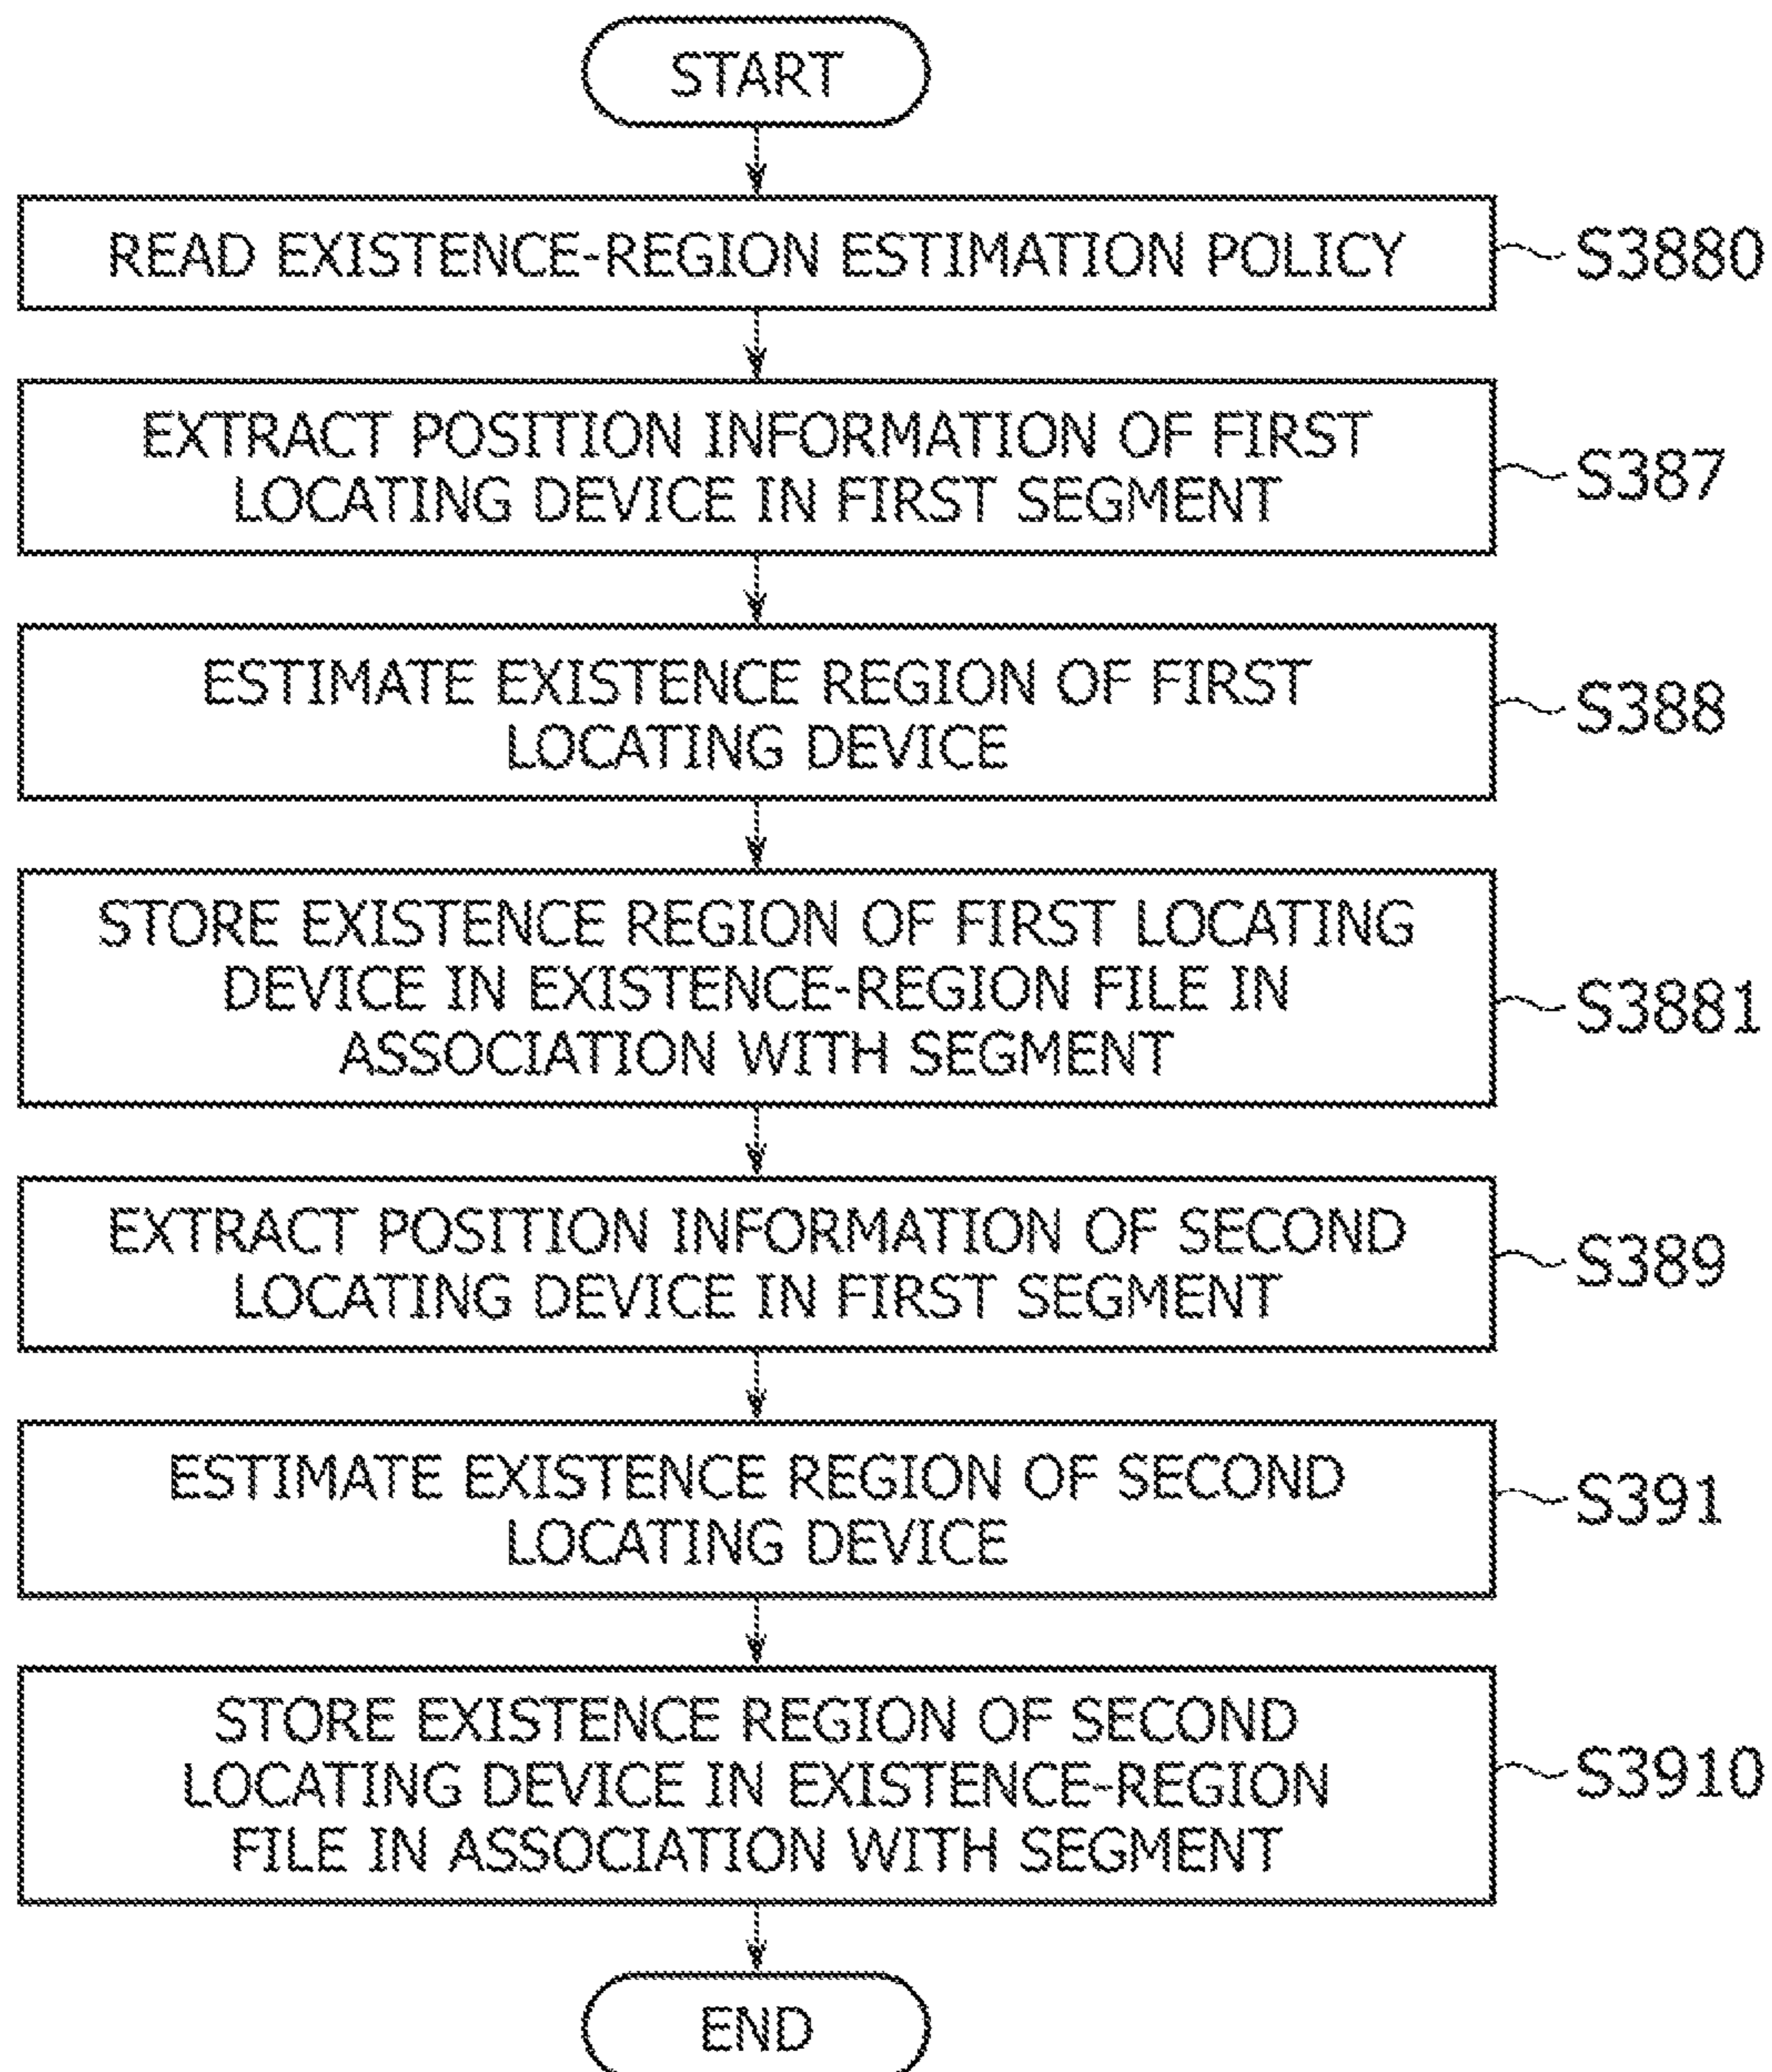 START
READ EXISTENCE-REGION ESTIMATION POLICY
S3880
EXTRACT POSITION INFORMATION OF FIRST
LOCATING DEVICE IN FIRST SEGMENT
S387
ESTIMATE EXISTENCE REGION OF FIRST
LOCATING DEVICE
S388
STORE EXISTENCE REGION OF FIRST LOCATING
DEVICE IN EXISTENCE-REGION FILE IN
ASSOCIATION WITH SEGMENT
S3881
EXTRACT POSITION INFORMATION OF SECOND
LOCATING DEVICE IN FIRST SEGMENT
S389
ESTIMATE EXISTENCE REGION OF SECOND
LOCATING DEVICE
S391
STORE EXISTENCE REGION OF SECOND
LOCATING DEVICE IN EXISTENCE-REGION
FILE IN ASSOCIATION WITH SEGMENT
S3910
END